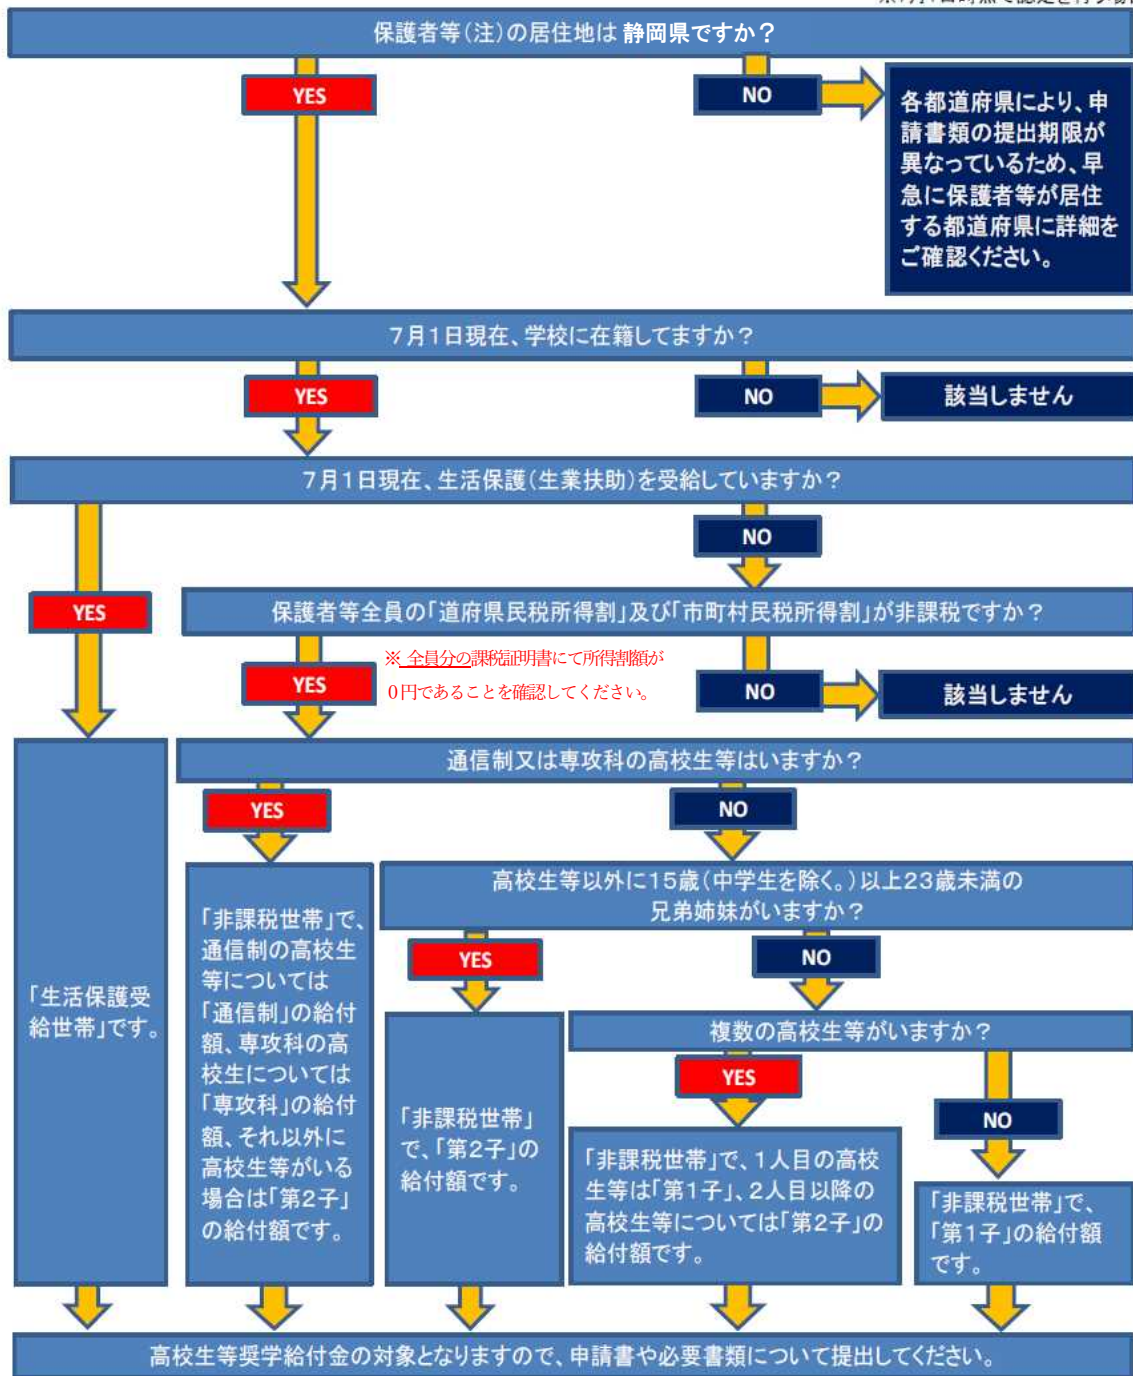 保護者等(注)の居住地は 静岡県ですか?
YES
NO
各都道府県により、申
請書類の提出期限が
異なっているため、早
急に保護者等が居住
する都道府県に詳細を
ご確認ください。
7月1日現在、学校に在籍してますか?
YES
NO
該当しません
7月1日現在、生活保護(生業扶助)を受給していますか?
NO
YES
保護者等全員の「道府県民税所得割」及び「市町村民税所得割」が非課税ですか?
※ 全員分の課税証明書にて所得割額が
0円であることを確認してください。
YES
NO
該当しません
通信制又は専攻科の高校生等はいますか?
YES
NO
高校生等以外に15歳(中学生を除く。)以上23歳未満の
兄弟姉妹がいますか?
YES
NO
「生活保護受
給世帯」です。
「非課税世帯」で、
通信制の高校生
等については
「通信制」の給付
額、専攻科の高
校生については
「専攻科」の給付
額、それ以外に
高校生等がいる
場合は「第2子」
の給付額です。
「非課税世帯」
で、「第2子」の
給付額です。
複数の高校生等がいますか?
YES
NO
「非課税世帯」で、1人目の高校
生等は「第1子」、2人目以降の
高校生等については「第2子」の
給付額です。
「非課税世帯」で、
「第1子」の給付額
です。
高校生等奨学給付金の対象となりますので、申請書や必要書類について提出してください。